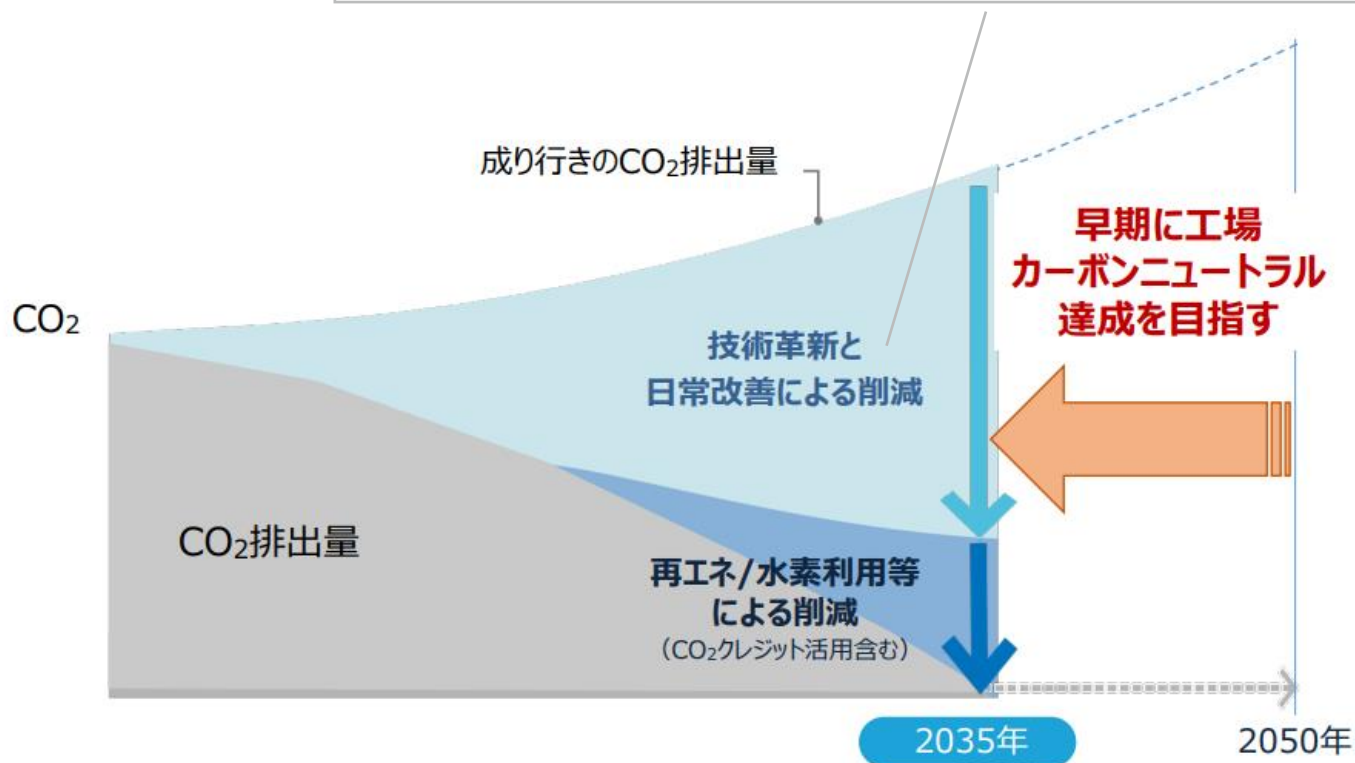 成り行きのCO₂排出量
早期に工場
カーボンニュートラル
達成を目指す
CO₂
技術革新と
日常改善による削減
CO₂排出量
再エネ/水素利用等
による削減
（CO₂クレジット活用含む）
2035年
2050年